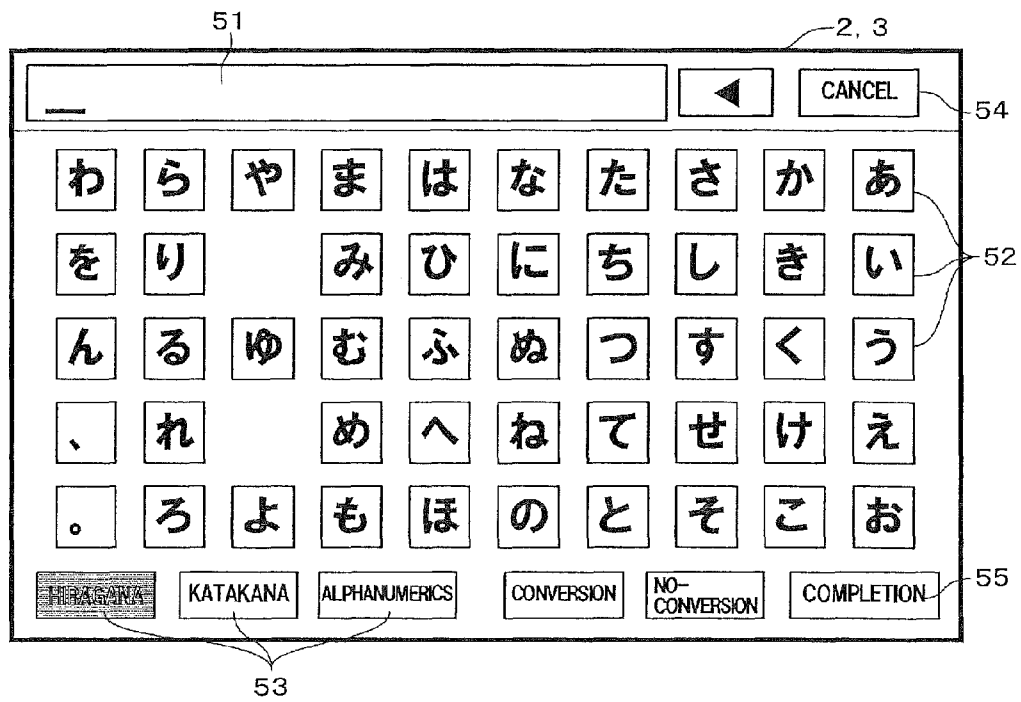 51
2, 3
◀ CANCEL
54
わ ら や ま は な た さ か あ
を り み ひ に ち し き い
52
ん る ゆ む ふ ぬ つ す く う
、 れ め へ ね て せ け え
。 ろ よ も ほ の と そ こ お
HIRAGANA KATAKANA ALPHANUMERICS CONVERSION NO-CONVERSION COMPLETION
55
53